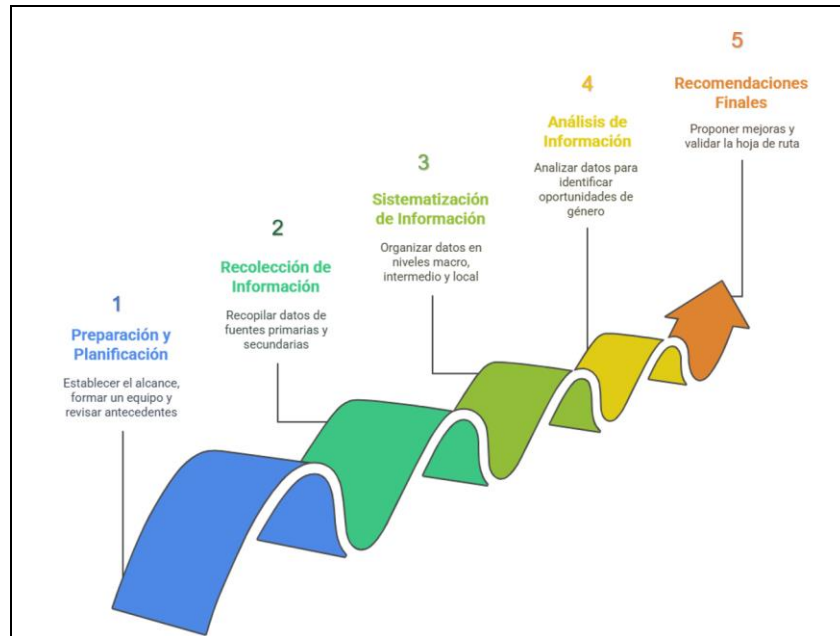 1
Preparación y
Planificación
Establecer el alcance,
formar un equipo y
revisar antecedentes
2
Recolección de
Información
Recopilar datos de
fuentes primarias y
secundarias
3
Sistematización
de Información
Organizar datos en
niveles macro,
intermedio y local
4
Análisis de
Información
Analizar datos para
identificar
oportunidades de
género
5
Recomendaciones
Finales
Proponer mejoras y
validar la hoja de ruta